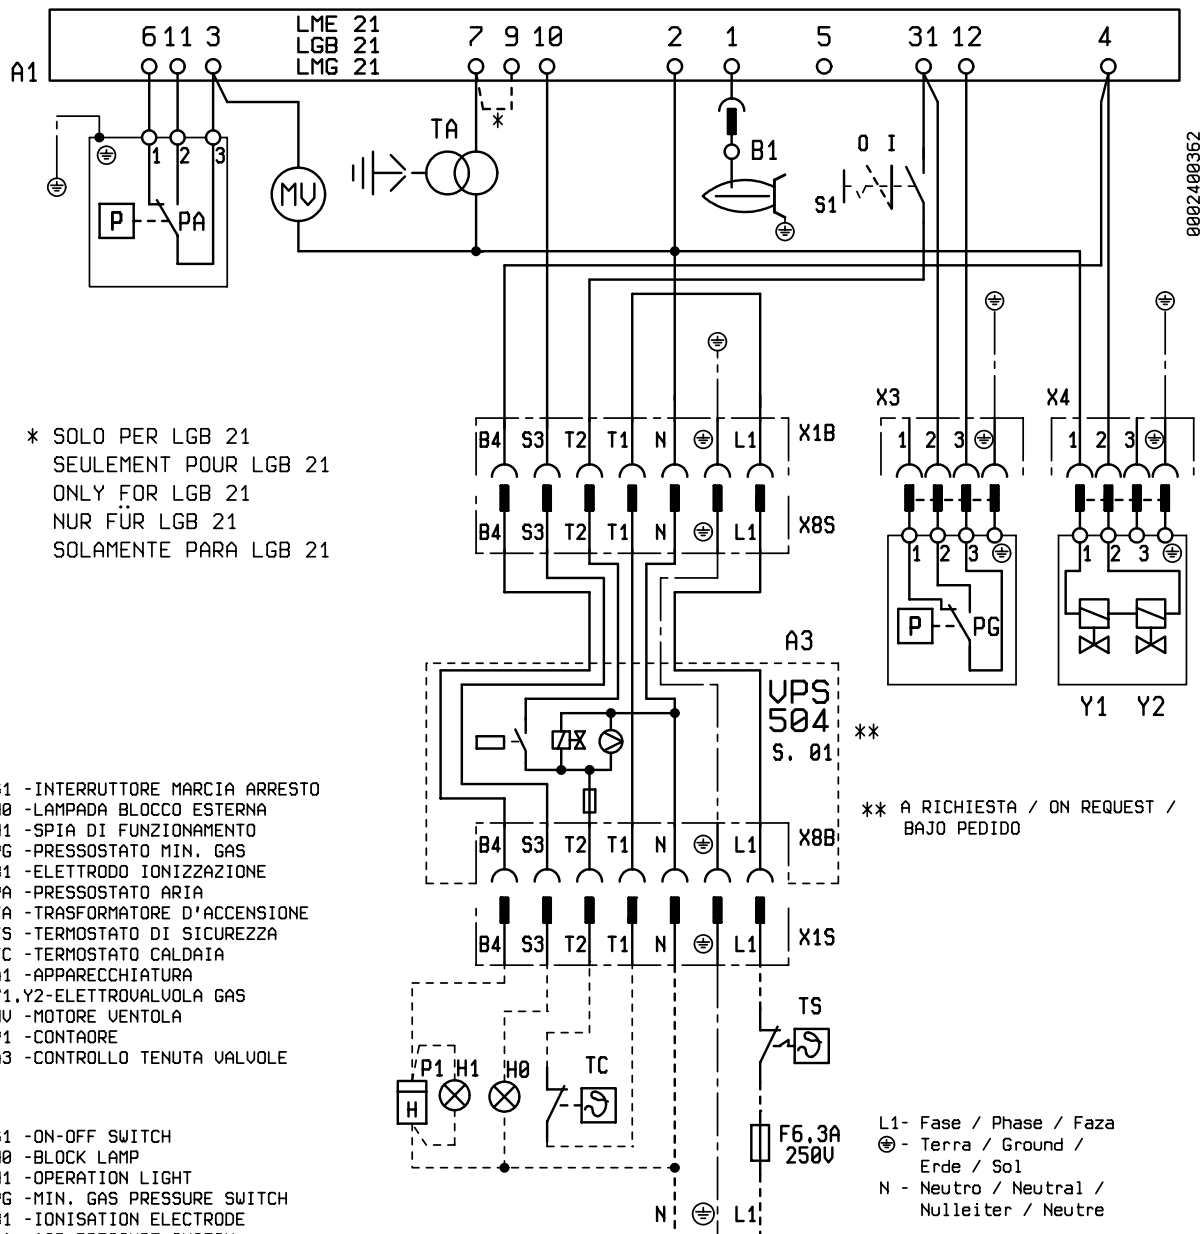 LME 21
6 11 3 LGB 21 7 9 10 2 1 5 31 12 4
A1 LMG 21
0002400362
*
TA
0 I
B1
1 2 3
S1
MV
P PA
X3 X4
* SOLO PER LGB 21
SEULEMENT POUR LGB 21
ONLY FOR LGB 21
NUR FÜR LGB 21
SOLAMENTE PARA LGB 21
B4 S3 T2 T1 N L1 X1B
1 2 3
1 2 3
B4 S3 T2 T1 N L1 X8S
1 2 3
1 2 3
P PG
A3
VPS
504
S. 01
**
Y1 Y2
** A RICHIESTA / ON REQUEST /
BAJO PEDIDO
B4 S3 T2 T1 N L1 X8B
B4 S3 T2 T1 N L1 X1S
-INTERRUTTORE MARCIA ARRESTO
-LAMPADA BLOCCO ESTERNA
-SPIA DI FUNZIONAMENTO
-PRESSOSTATO MIN. GAS
-ELETTRODO IONIZZAZIONE
-PRESSOSTATO ARIA
-TRASFORMATORE D'ACCENSIONE
-TERMOSTATO DI SICUREZZA
-TERMOSTATO CALDAIA
-APPARECCHIATURA
Y2-ELETTROVALVOLA GAS
-MOTORE VENTOLA
-CONTAORE
-CONTROLLO TENUTA VALVOLE
TS
P1 H1 H0 TC
H
F6,3A
250V
-ON-OFF SWITCH
-BLOCK LAMP
-OPERATION LIGHT
-MIN. GAS PRESSURE SWITCH
-IONISATION ELECTRODE
L1- Fase / Phase / Faza
- Terra / Ground /
Erde / Sol
N - Neutro / Neutral /
Nulleiter / Neutre
N L1